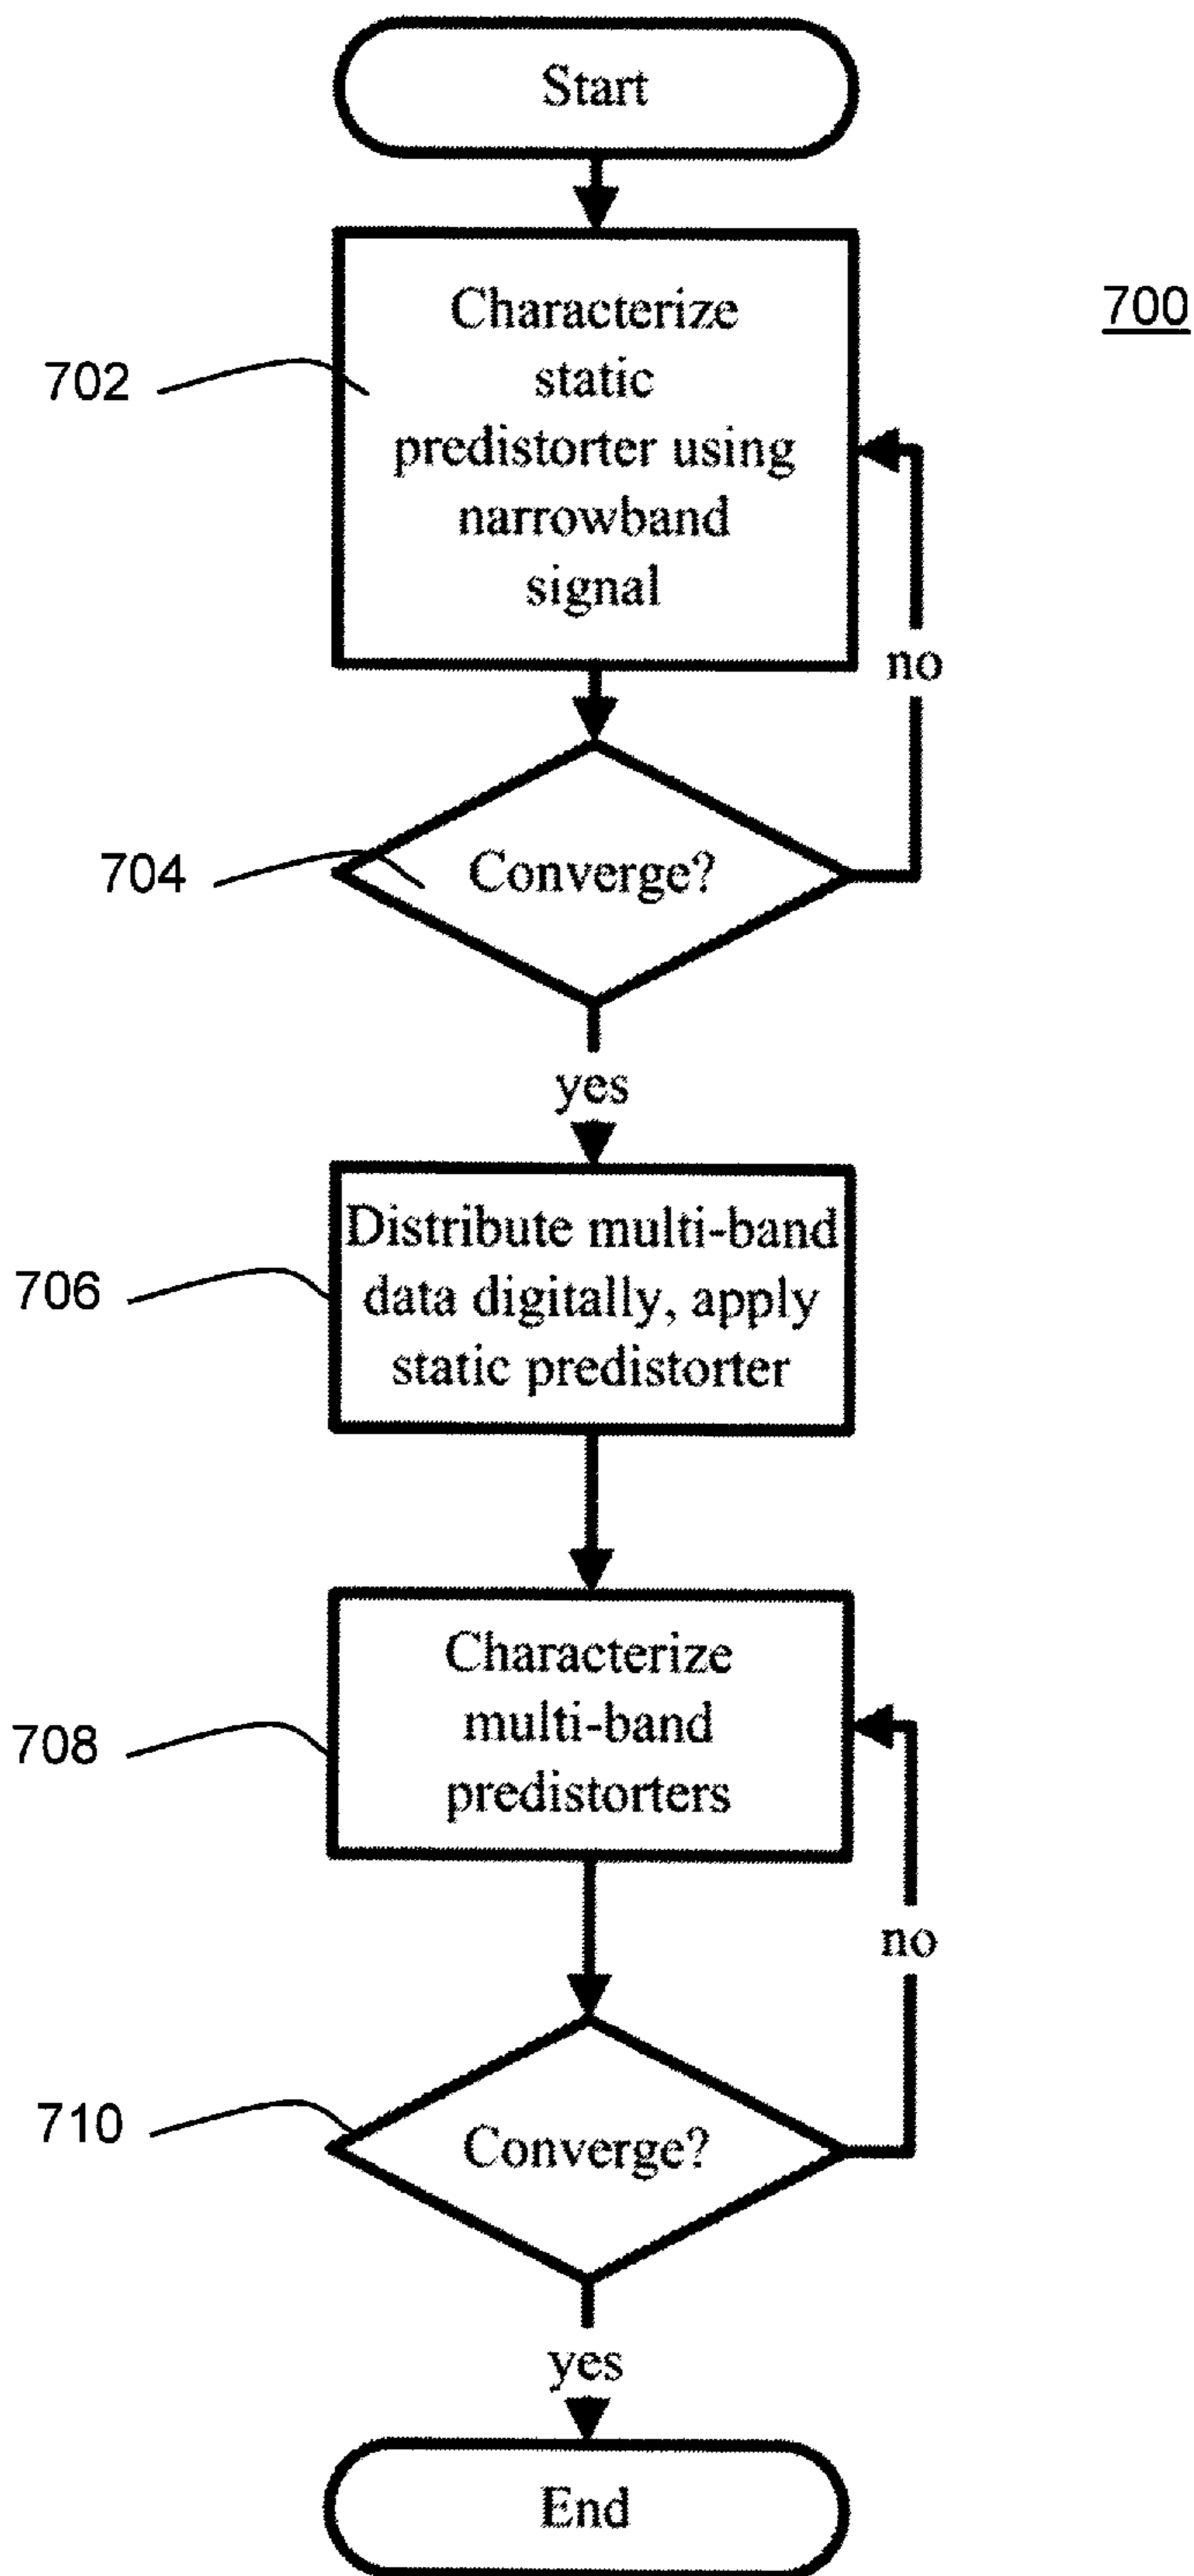 Start
700
Characterize
static
predistorter using
narrowband
signal
702
no
704
Converge?
yes
Distribute multi-band
data digitally, apply
static predistorter
706
Characterize
multi-band
predistorters
708
no
710
Converge?
yes
End